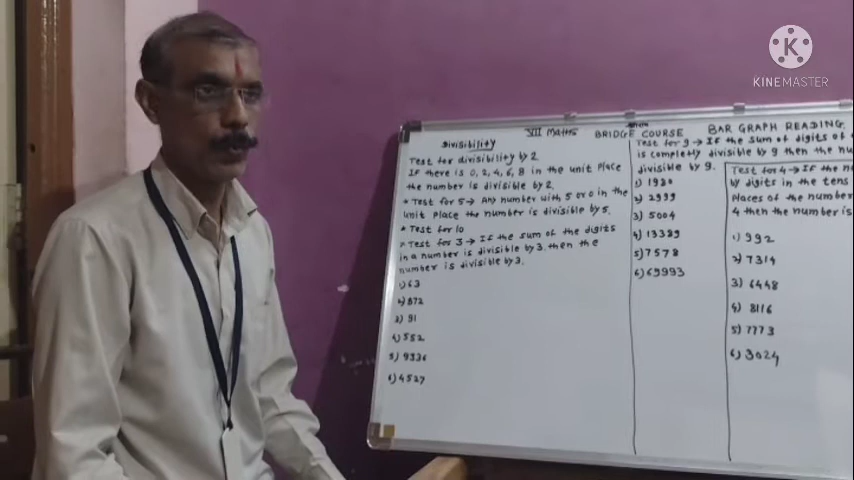 KINEMASTER
VII Maths BRIDGE COURSE BAR GRAPH READING,
Divisibility
Test for divisibility by 2
If there is 0, 2, 4, 6, 8 in the unit place
the number is divisible by 2.
* Test for 5 → Any number with 5 or 0 in the
unit place the number is divisible by 5.
* Test for 10
* Test for 3 → If the sum of the digits
in a number is divisible by 3. then the
number is divisible by 3.
1) 63
2) 872
3) 91
4) 552
5) 9336
6) 4527
Test for 9 → If the sum of digits of
is completly divisible by 9 then the nu
divisible by 9.
1) 1930
2) 2999
3) 5004
4) 13389
5) 7578
6) 69993
Test for 4 → If the n
by digits in the tens
places of the number
4 then the number is
1) 992
2) 7314
3) 6448
4) 8116
5) 7773
6) 3024